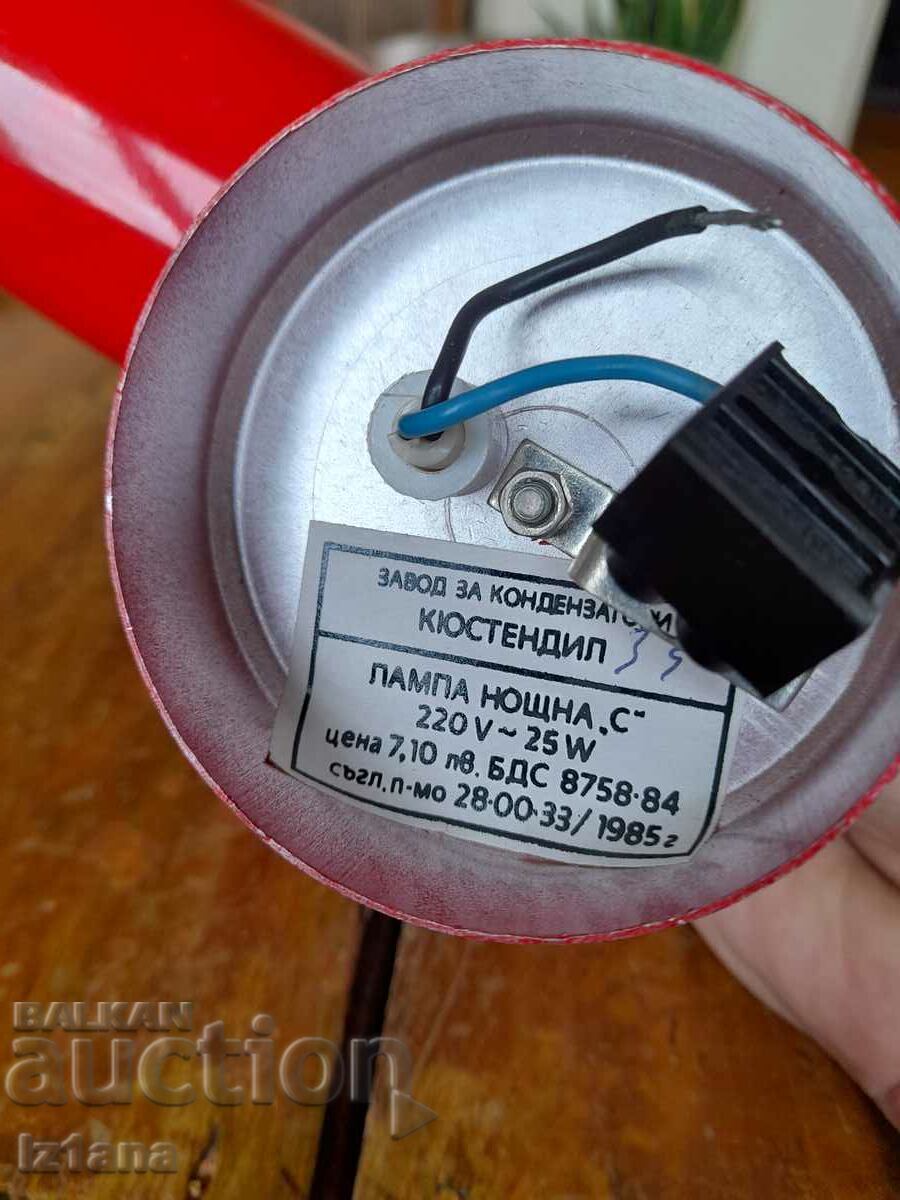 ЗАВОД ЗА КОНДЕНЗАТОРИ
КЮСТЕНДИЛ
ЛАМПА НОЩНА „С“
220 V ~ 25 W
цена 7,10 лв. БДС 8758·84
съгл. п-мо 28·00·33/1985 г
BALKAN
auction
Iz1ana